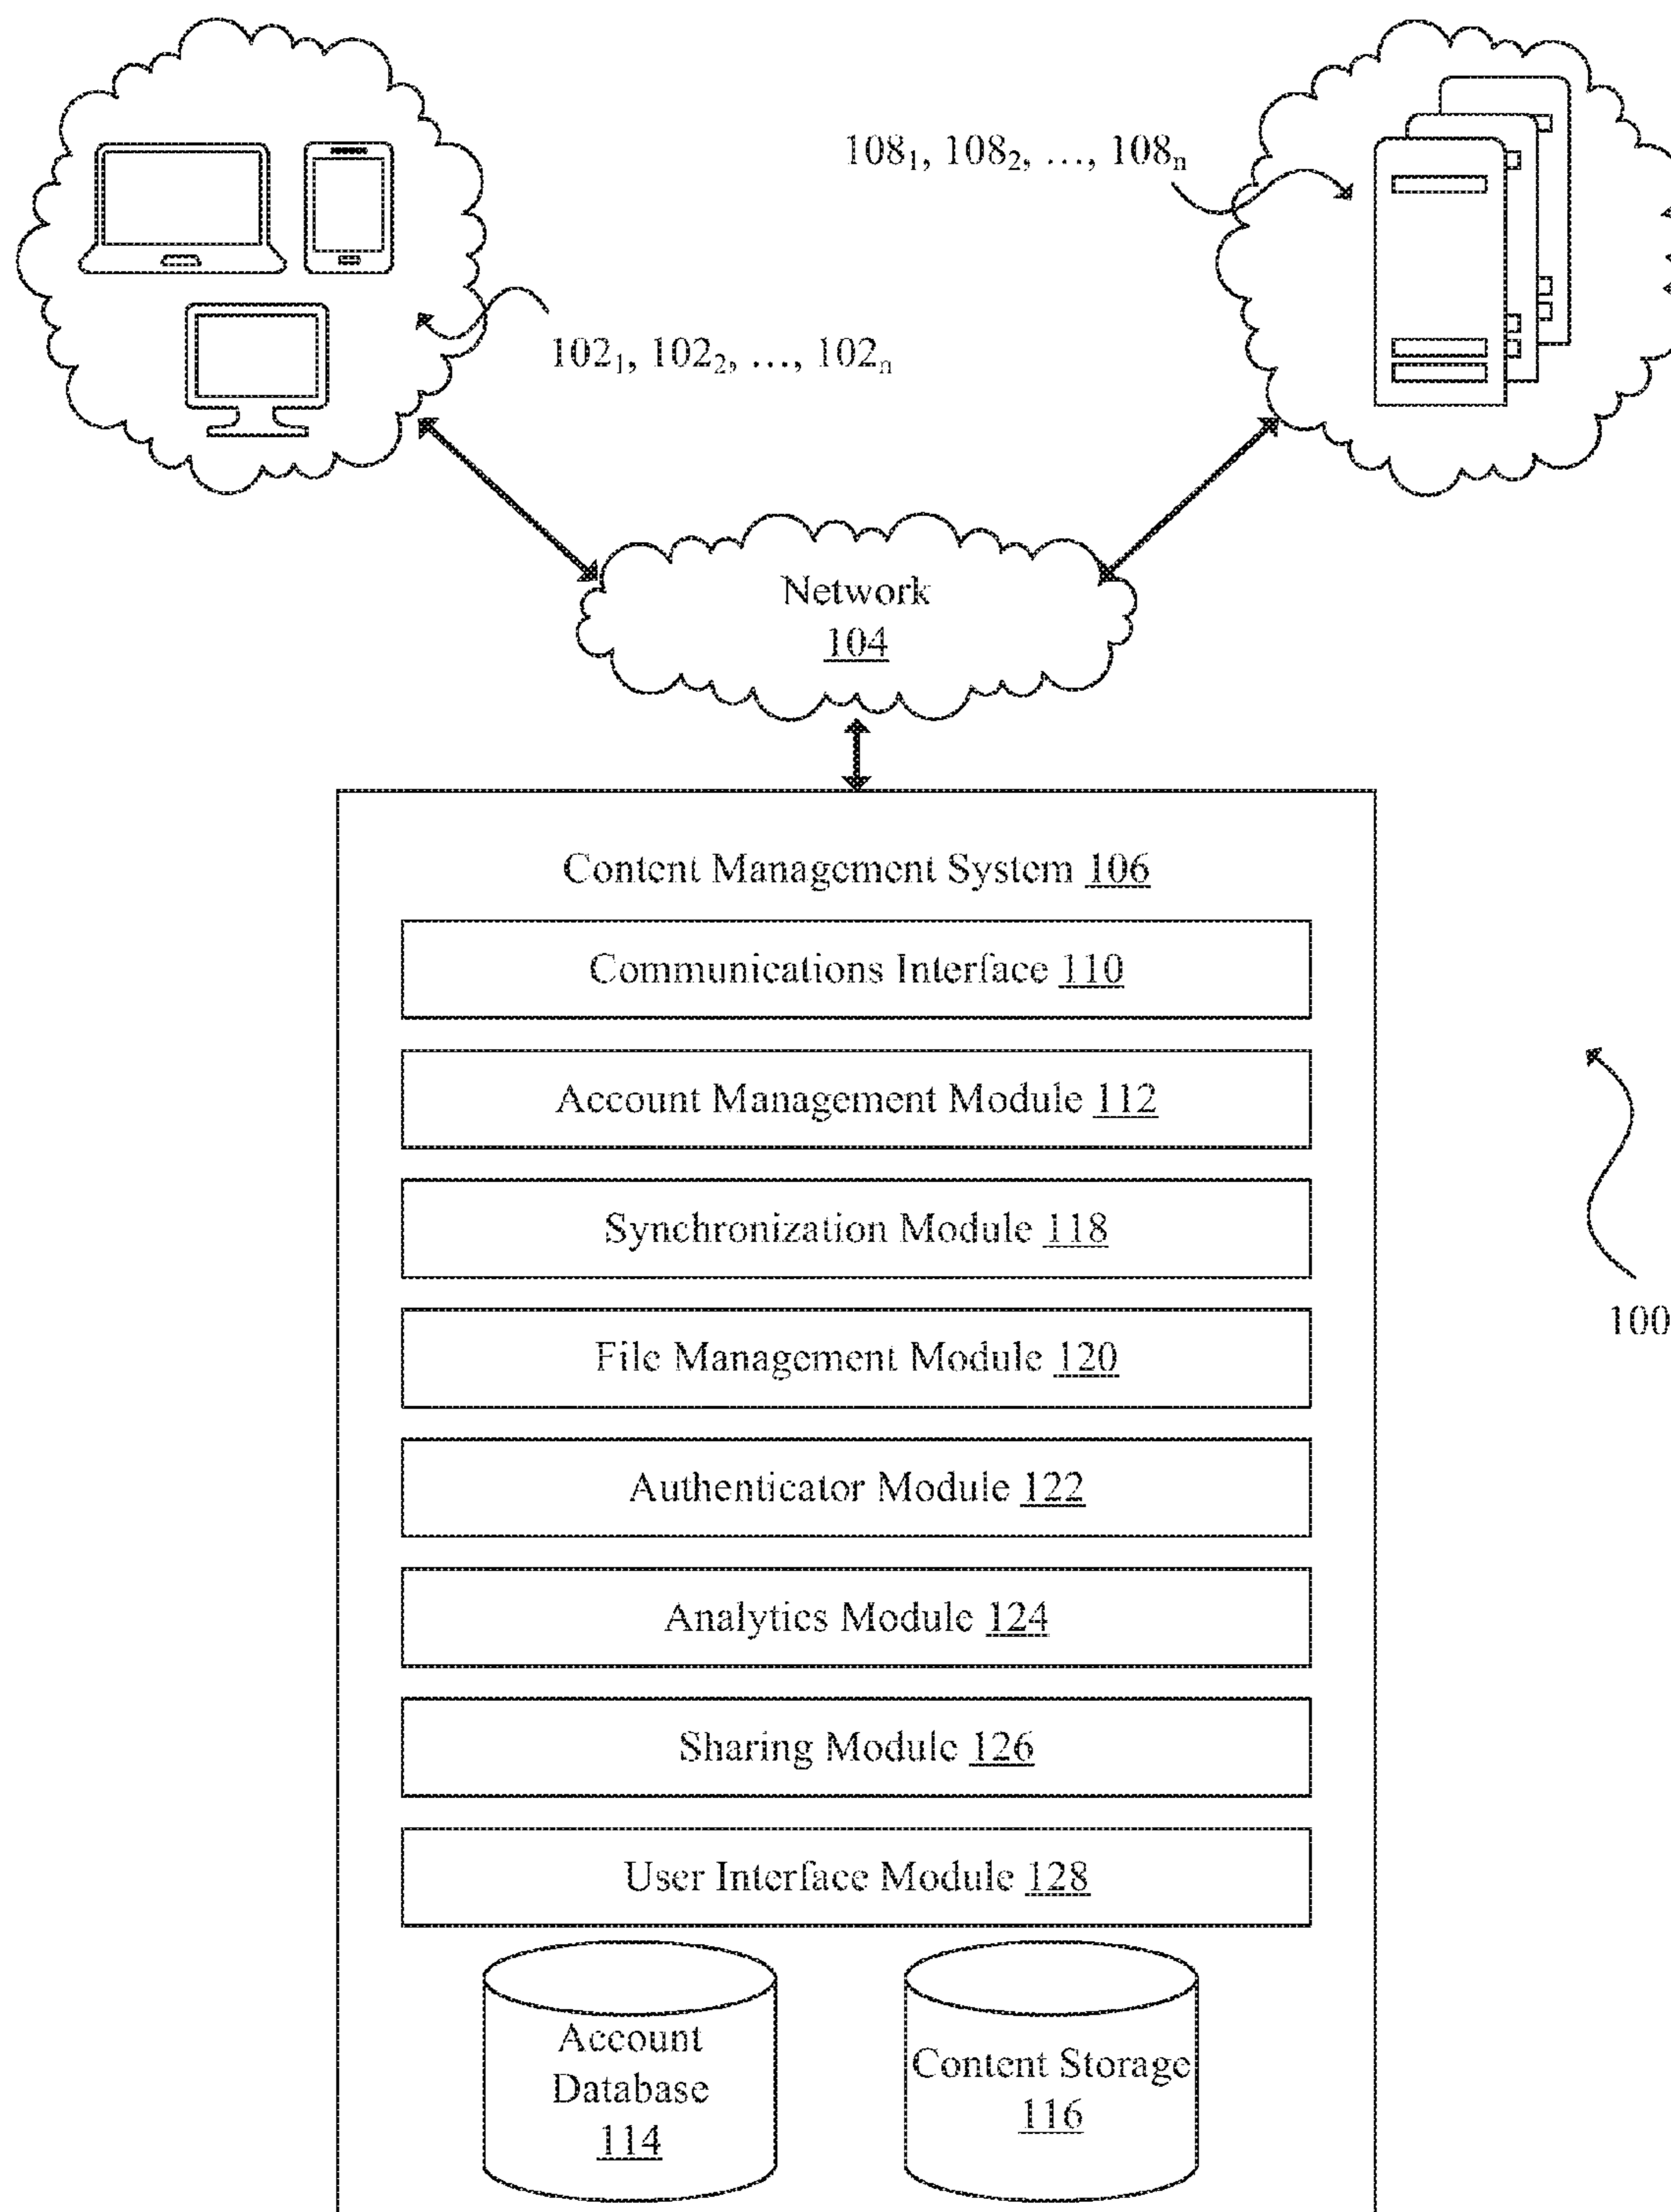 108₁, 108₂, ..., 108ₙ
102₁, 102₂, ..., 102ₙ
Network
104
Content Management System 106
Communications Interface 110
Account Management Module 112
Synchronization Module 118
File Management Module 120
100
Authenticator Module 122
Analytics Module 124
Sharing Module 126
User Interface Module 128
Account
Database
114
Content Storage
116